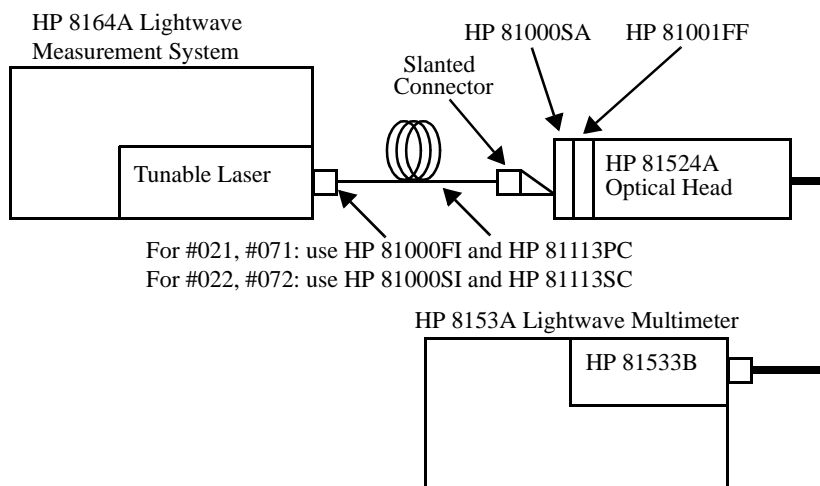 HP 8164A Lightwave
Measurement System
HP 81000SA
HP 81001FF
Slanted
Connector
Tunable Laser
HP 81524A
Optical Head
For #021, #071: use HP 81000FI and HP 81113PC
For #022, #072: use HP 81000SI and HP 81113SC
HP 8153A Lightwave Multimeter
HP 81533B